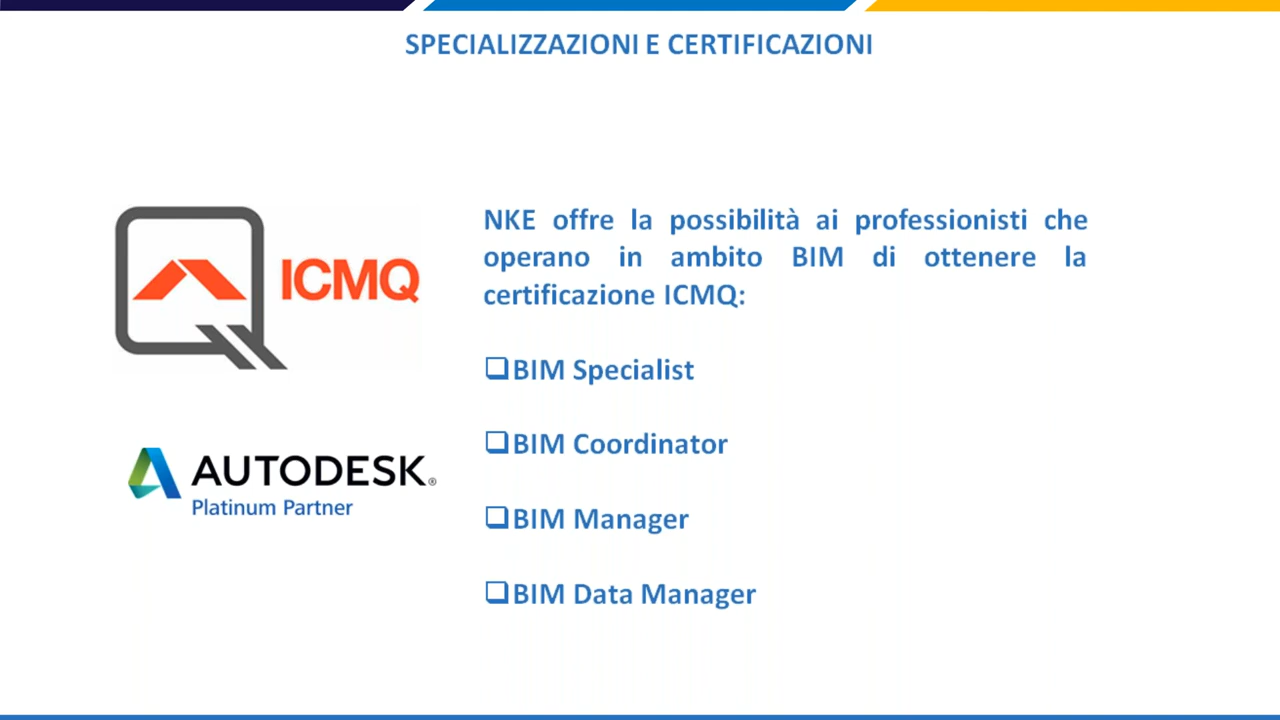 SPECIALIZZAZIONI E CERTIFICAZIONI
ICMQ
NKE offre la possibilità ai professionisti che
operano in ambito BIM di ottenere la
certificazione ICMQ:
❑BIM Specialist
❑BIM Coordinator
❑BIM Manager
❑BIM Data Manager
AUTODESK®
Platinum Partner